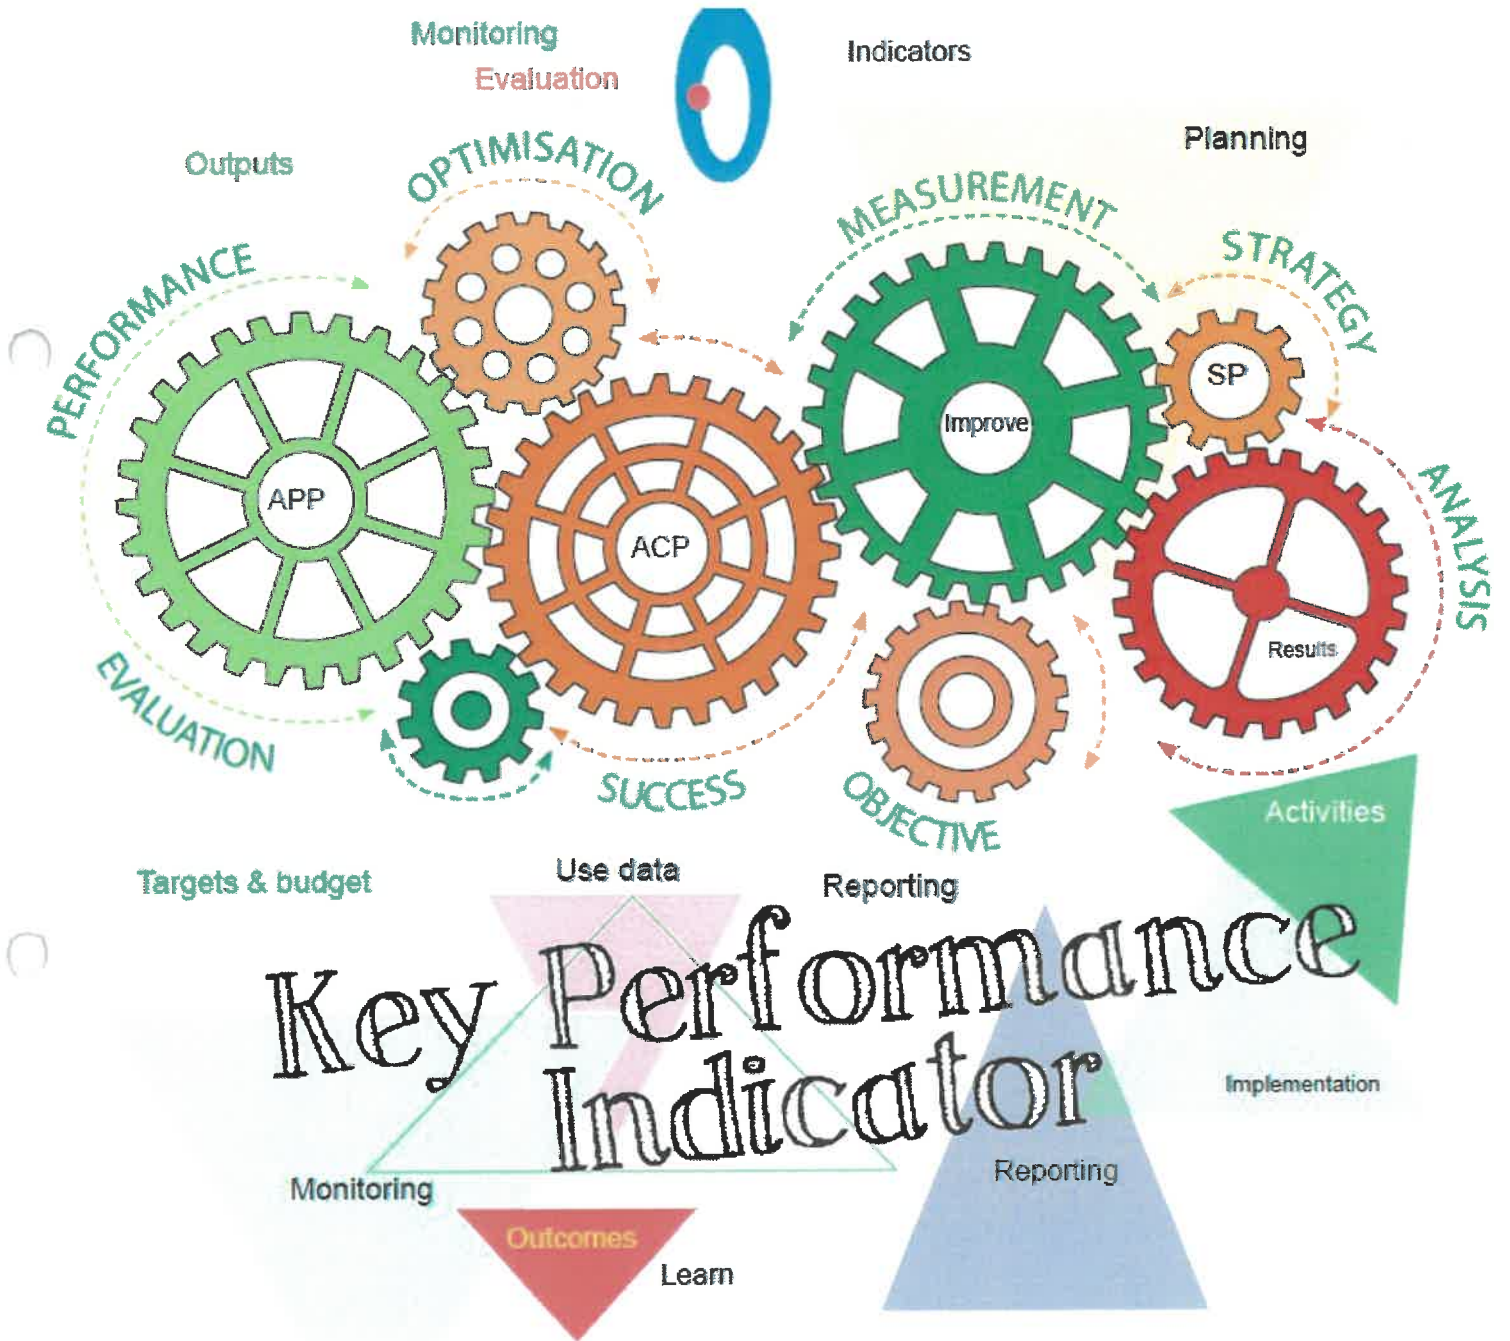 Monitoring
Evaluation
Indicators
Planning
Outputs
OPTIMISATION
MEASUREMENT
STRATEGY
PERFORMANCE
SP
Improve
APP
ACP
ANALYSIS
Results
EVALUATION
SUCCESS
OBJECTIVE
Activities
Targets & budget
Use data
Reporting
Key Performance
Indicator
Implementation
Reporting
Monitoring
Outcomes
Learn